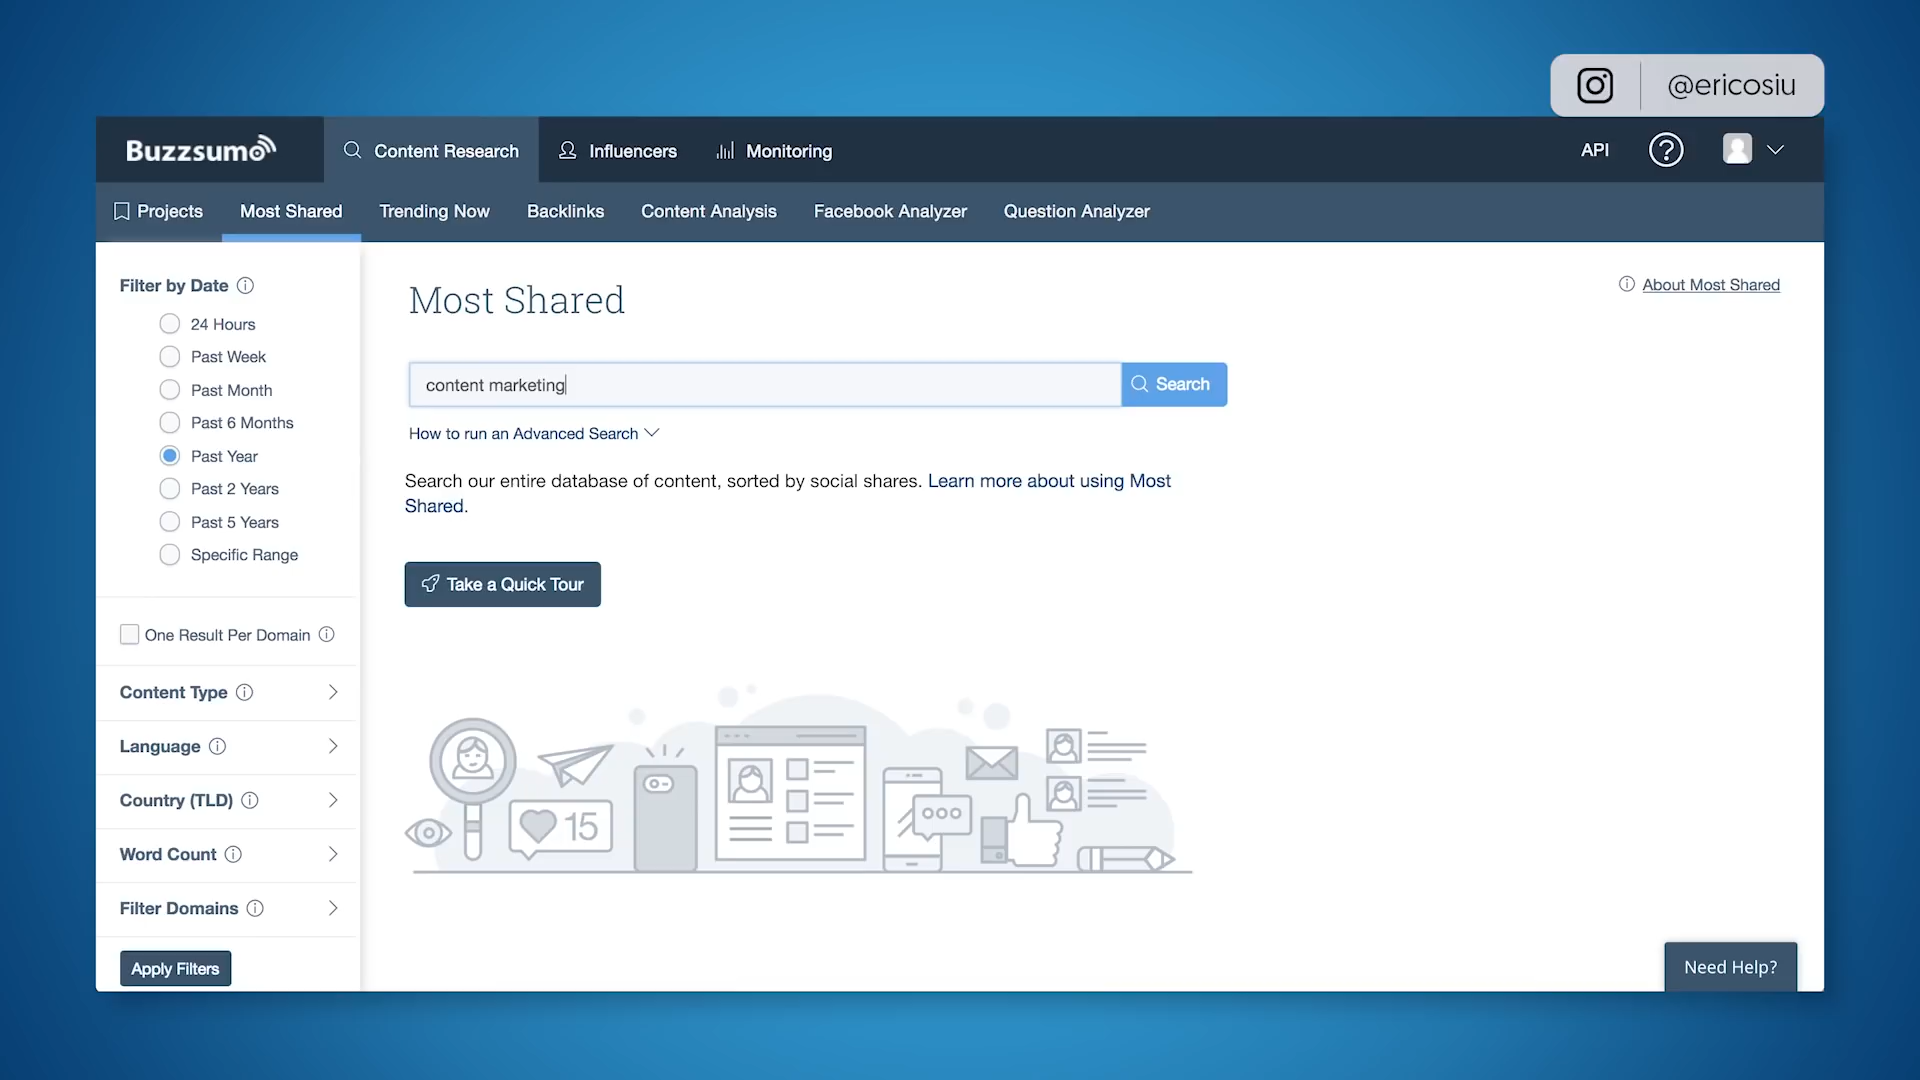 @ericosiu
Buzzsumo
Content Research
Influencers
Monitoring
API
Projects
Most Shared
Trending Now
Backlinks
Content Analysis
Facebook Analyzer
Question Analyzer
Filter by Date
24 Hours
Past Week
Past Month
Past 6 Months
Past Year
Past 2 Years
Past 5 Years
Specific Range
One Result Per Domain
Content Type
Language
Country (TLD)
Word Count
Filter Domains
Apply Filters
Most Shared
About Most Shared
content marketing
Search
How to run an Advanced Search
Search our entire database of content, sorted by social shares. Learn more about using Most
Shared.
Take a Quick Tour
15
Need Help?